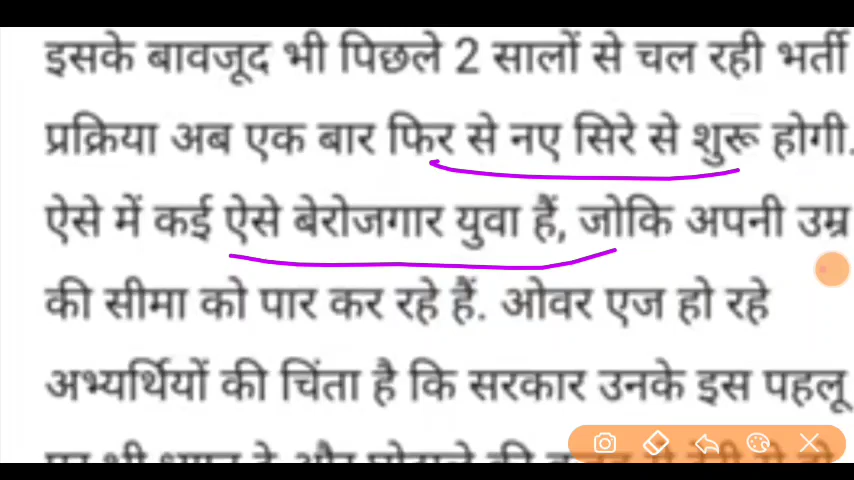 इसके बावजूद भी पिछले 2 सालों से चल रही भर्ती
प्रक्रिया अब एक बार फिर से नए सिरे से शुरू होगी.
ऐसे में कई ऐसे बेरोजगार युवा हैं, जोकि अपनी उम्र
की सीमा को पार कर रहे हैं. ओवर एज हो रहे
अभ्यर्थियों की चिंता है कि सरकार उनके इस पहलू